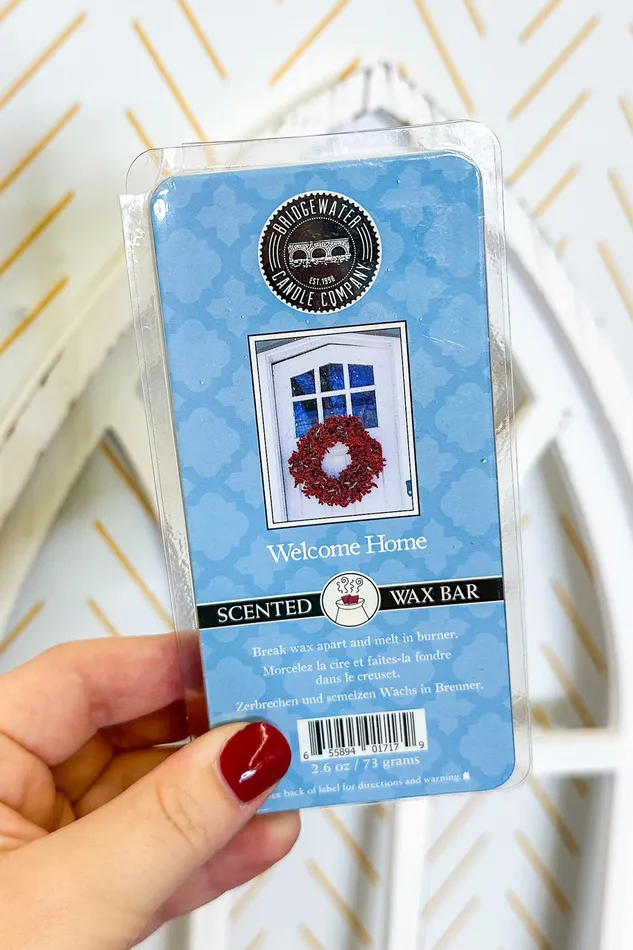 BRIDGEWATER
EST.1998
CANDLE COMPANY
Welcome Home
SCENTED WAX BAR
Break wax apart and melt in burner.
Morcelez la cire et faites-la fondre
dans le creuset.
Zerbrechen und scmelzen Wachs in Brenner.
6 55894 01717 9
2.6 oz / 73 grams
back of label for directions and warning.